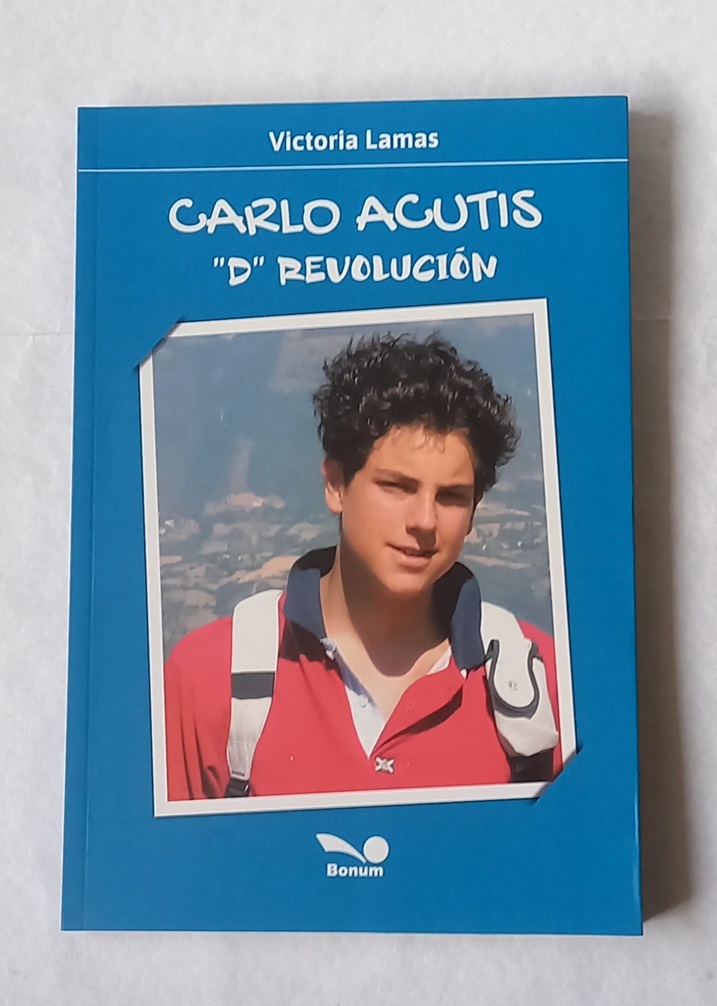 Victoria Lamas
CARLO ACUTIS
"D" REVOLUCIÓN
Bonum